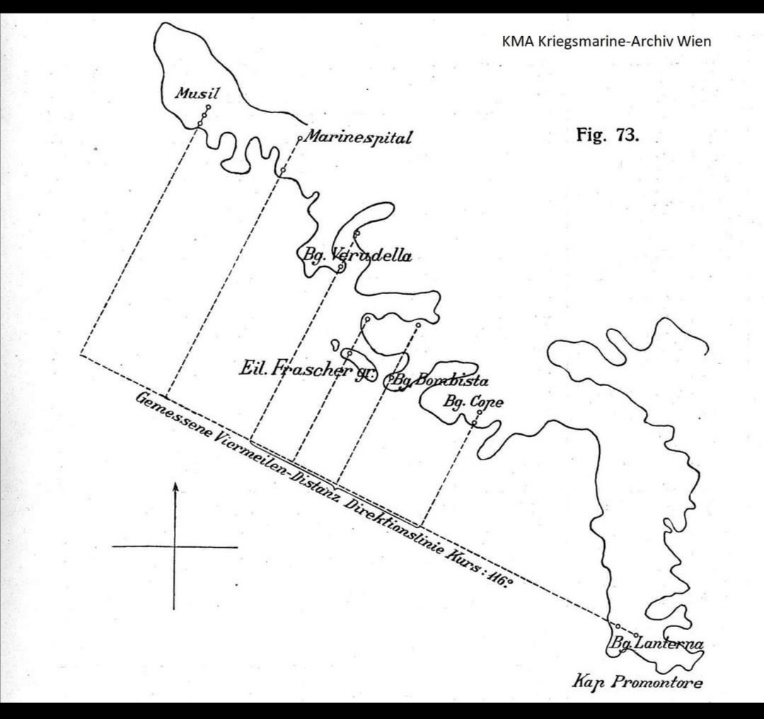 KMA Kriegsmarine-Archiv Wien
Musil
Marinespital
Fig. 73.
Bg. Verudella
Eil. Frascher gr.
Bg. Bombista
Bg. Cope
Gemessene Viermeilen-Distanz Direktionslinie Kurs: 116°
Bg. Lanterna
Kap Promontore